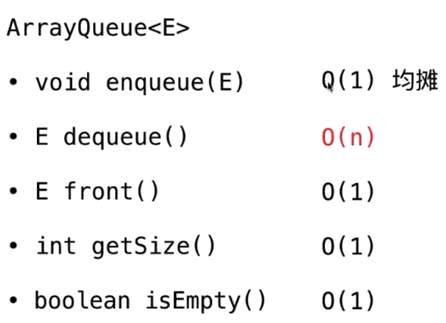 ArrayQueue<E>
• void enqueue(E) O(1) 均摊
• E dequeue() O(n)
• E front() O(1)
• int getSize() O(1)
• boolean isEmpty() O(1)